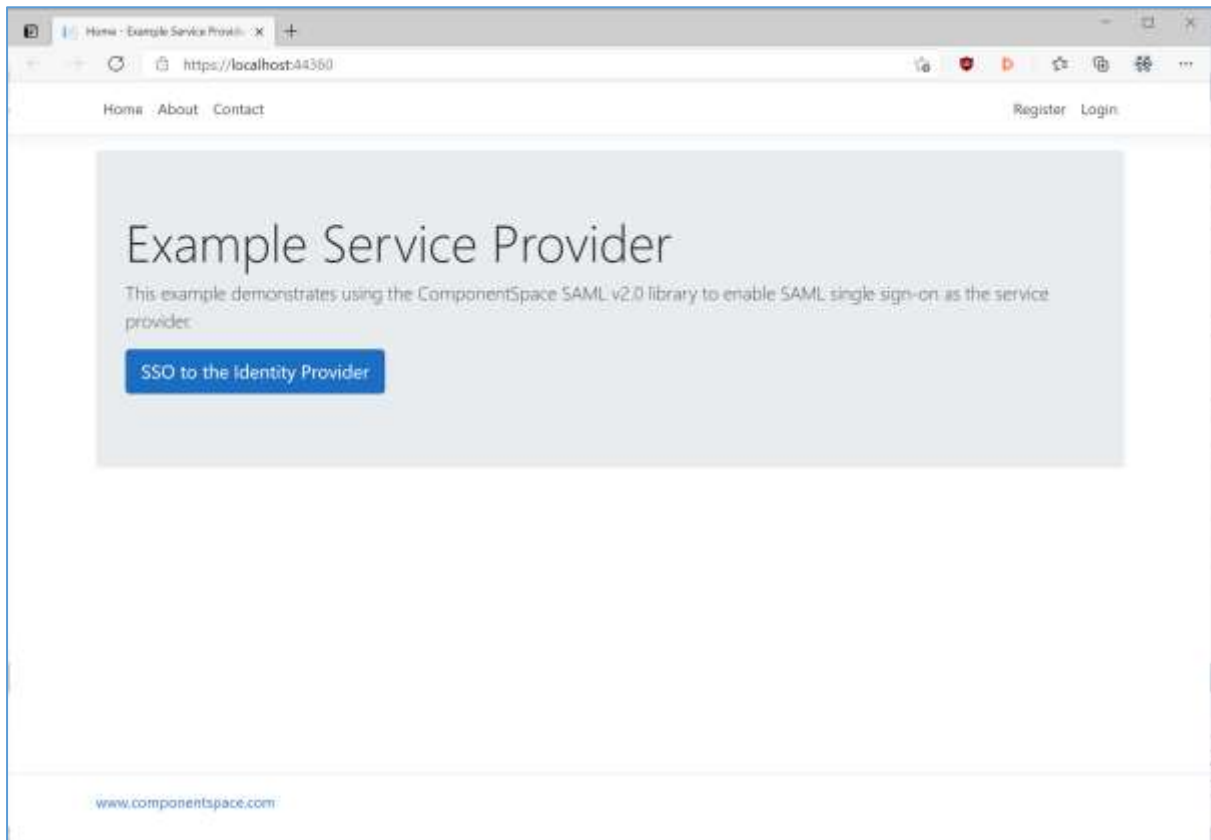 Home - Example Service Provid
https://localhost:44360
Home About Contact Register Login
Example Service Provider
This example demonstrates using the ComponentSpace SAML v2.0 library to enable SAML single sign-on as the service
provider.
SSO to the Identity Provider
www.componentspace.com